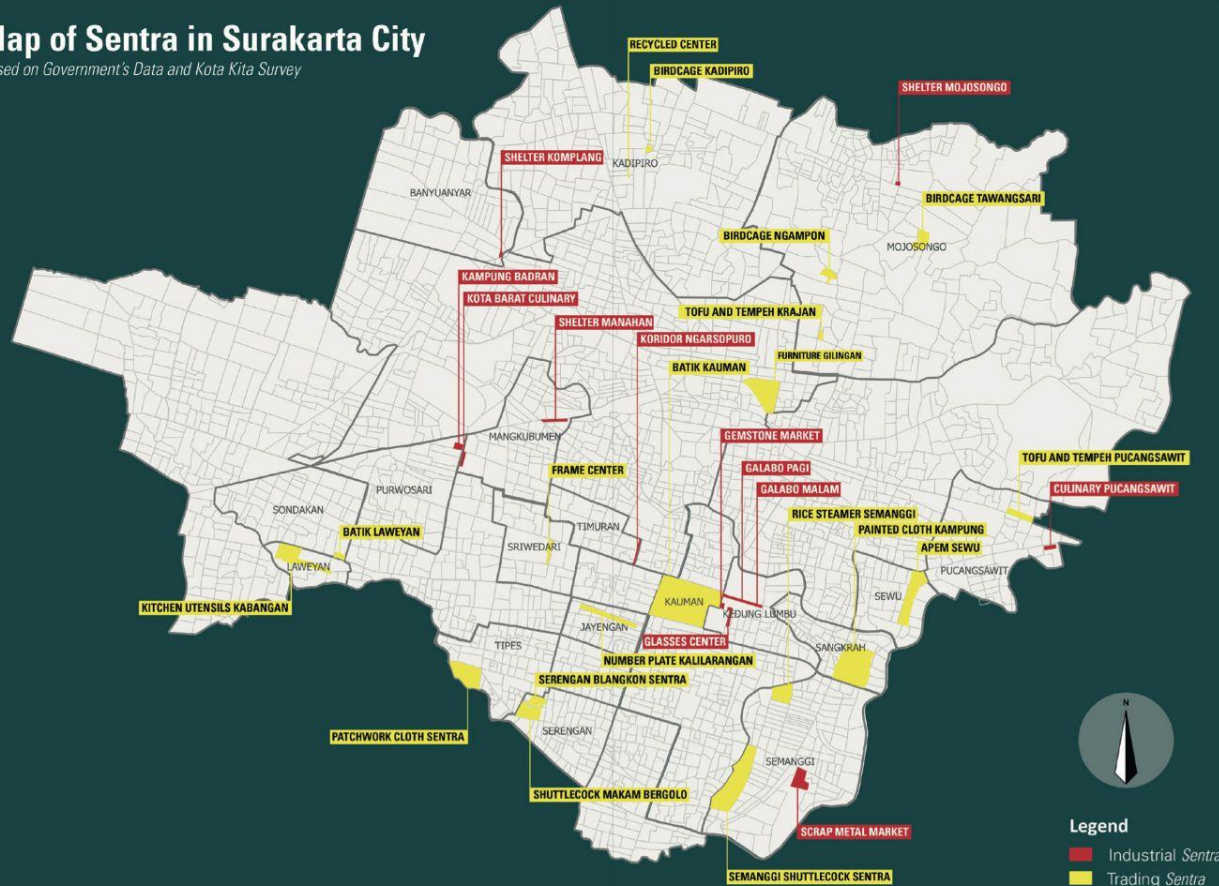 Map of Sentra in Surakarta City
sed on Government's Data and Kota Kita Survey
RECYCLED CENTER
BIRDCAGE KADIPIRO
SHELTER MOJOSONGO
SHELTER KOMPLANG
KADIPIRO
BANYUANYAR
BIRDCAGE TAWANGSARI
BIRDCAGE NGAMPON
MOJOSONGO
KAMPUNG BADRAN
KOTA BARAT CULINARY
TOFU AND TEMPEH KRAJAN
SHELTER MANAHAN
KORIDOR NGARSOPURO
FURNITURE GILINGAN
BATIK KAUMAN
MANGKUBUMEN
GEMSTONE MARKET
TOFU AND TEMPEH PUCANGSAWIT
FRAME CENTER
GALABO PAGI
GALABO MALAM
CULINARY PUCANGSAWIT
PURWOSARI
SONDAKAN
RICE STEAMER SEMANGGI
TIMURAN
PAINTED CLOTH KAMPUNG
BATIK LAWEYAN
SRIWEDARI
APEM SEWU
LAWEYAN
PUCANGSAWIT
SEWU
KITCHEN UTENSILS KABANGAN
KAUMAN
KEDUNG LUMBU
JAYENGAN
GLASSES CENTER
TIPES
SANGKRAH
NUMBER PLATE KALILARANGAN
SERENGAN BLANGKON SENTRA
N
SERENGAN
PATCHWORK CLOTH SENTRA
SEMANGGI
SHUTTLECOCK MAKAM BERGOLO
SCRAP METAL MARKET
SEMANGGI SHUTTLECOCK SENTRA
Legend
Industrial Sentra
Trading Sentra